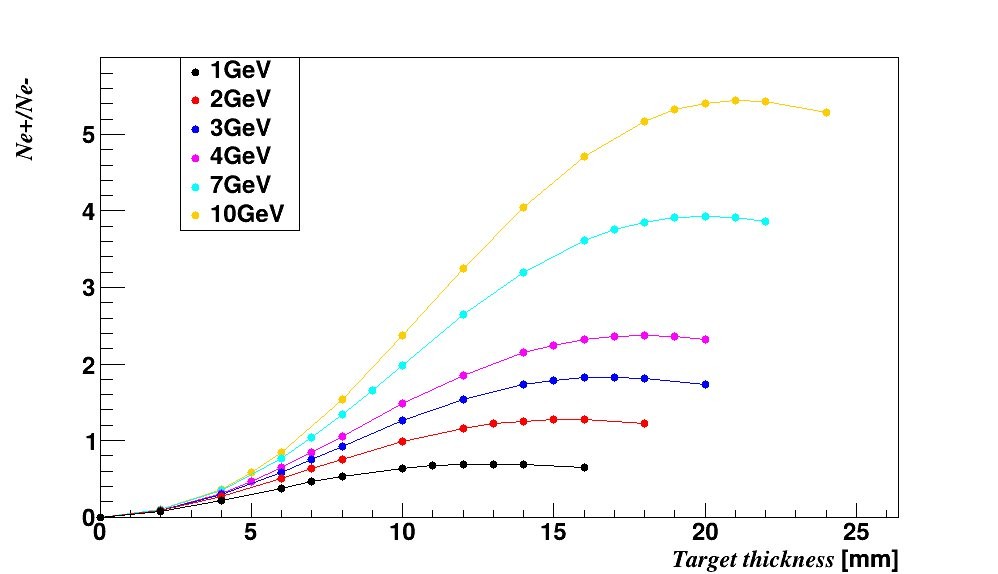 Ne+/Ne-
1GeV
2GeV
3GeV
4GeV
7GeV
10GeV
5
4
3
2
1
0
0 5 10 15 20 25
Target thickness [mm]